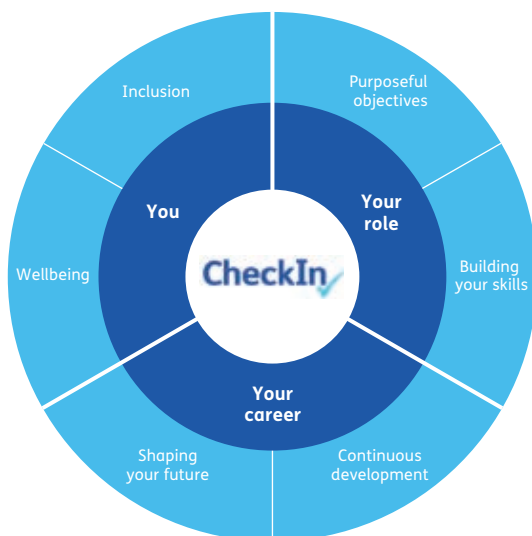 Inclusion
Purposeful
objectives
You
Your
role
Wellbeing
CheckIn
Building
your skills
Your
career
Shaping
your future
Continuous
development